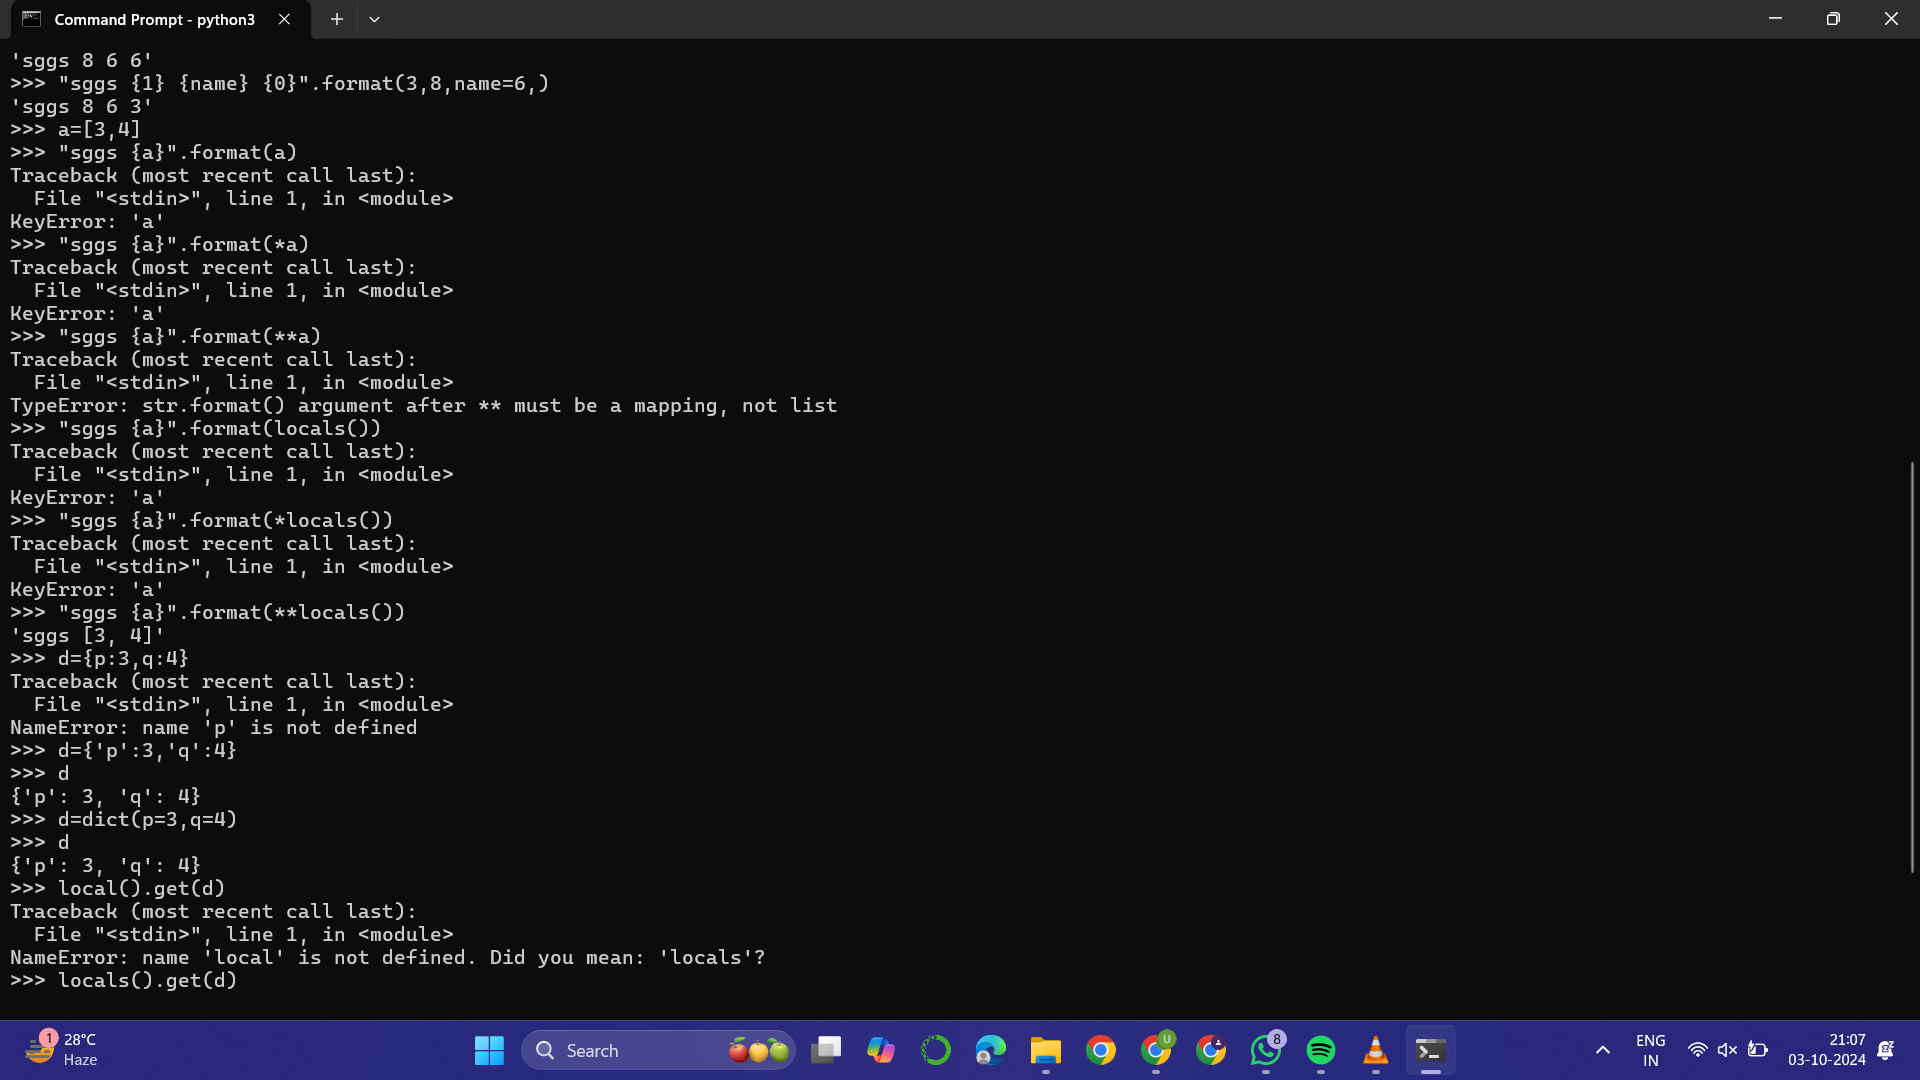 Command Prompt - python3
'sggs 8 6 6'
>>> "sggs {1} {name} {0}".format(3,8,name=6,)
'sggs 8 6 3'
>>> a=[3,4]
>>> "sggs {a}".format(a)
Traceback (most recent call last):
  File "<stdin>", line 1, in <module>
KeyError: 'a'
>>> "sggs {a}".format(*a)
Traceback (most recent call last):
  File "<stdin>", line 1, in <module>
KeyError: 'a'
>>> "sggs {a}".format(**a)
Traceback (most recent call last):
  File "<stdin>", line 1, in <module>
TypeError: str.format() argument after ** must be a mapping, not list
>>> "sggs {a}".format(locals())
Traceback (most recent call last):
  File "<stdin>", line 1, in <module>
KeyError: 'a'
>>> "sggs {a}".format(*locals())
Traceback (most recent call last):
  File "<stdin>", line 1, in <module>
KeyError: 'a'
>>> "sggs {a}".format(**locals())
'sggs [3, 4]'
>>> d={p:3,q:4}
Traceback (most recent call last):
  File "<stdin>", line 1, in <module>
NameError: name 'p' is not defined
>>> d={'p':3,'q':4}
>>> d
{'p': 3, 'q': 4}
>>> d=dict(p=3,q=4)
>>> d
{'p': 3, 'q': 4}
>>> local().get(d)
Traceback (most recent call last):
  File "<stdin>", line 1, in <module>
NameError: name 'local' is not defined. Did you mean: 'locals'?
>>> locals().get(d)
1
28°C
Haze
Search
U
8
ENG
IN
21:07
03-10-2024